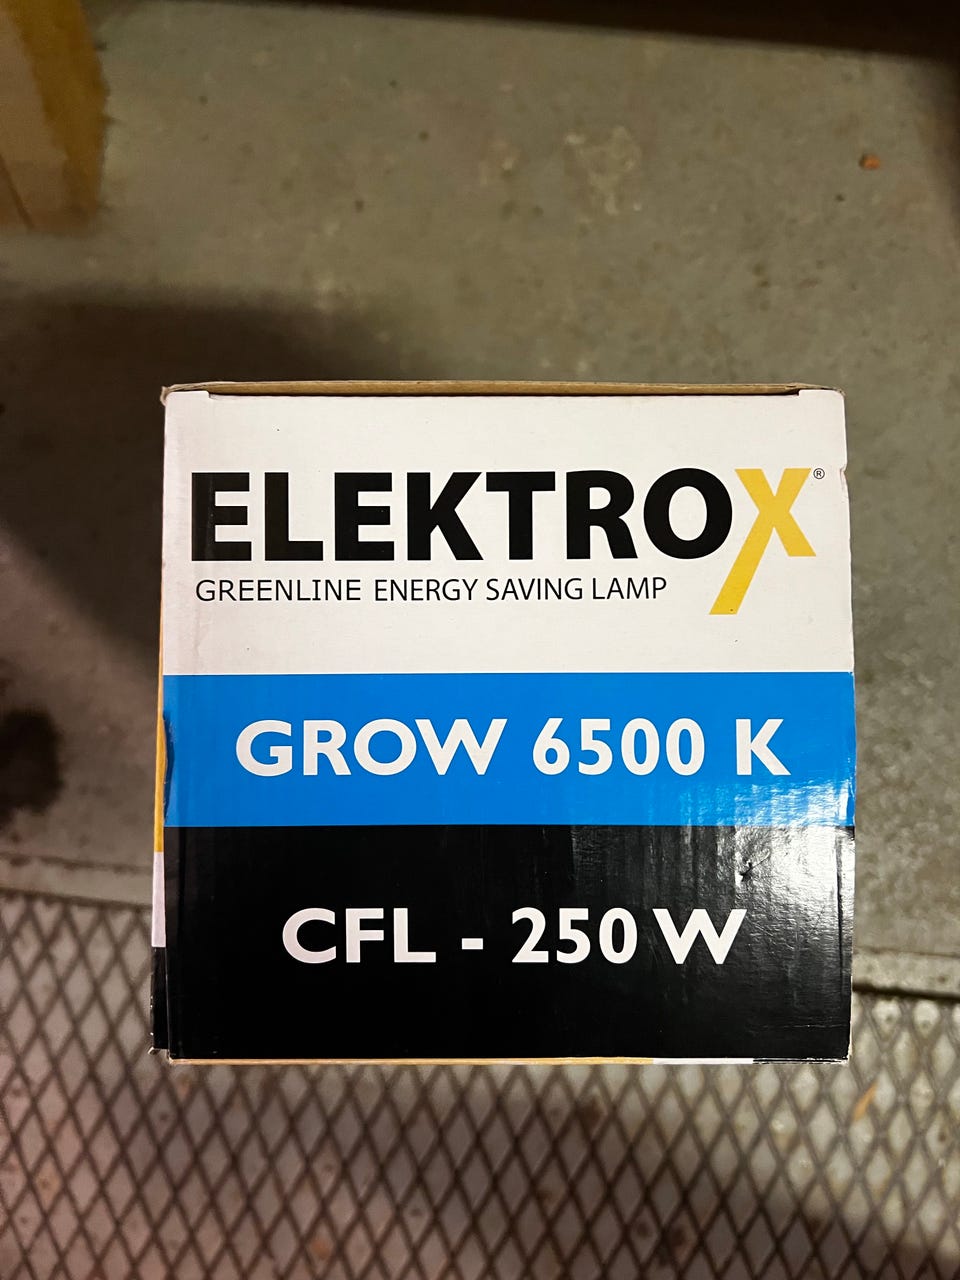 ELEKTROX®
GREENLINE ENERGY SAVING LAMP
GROW 6500 K
CFL - 250 W